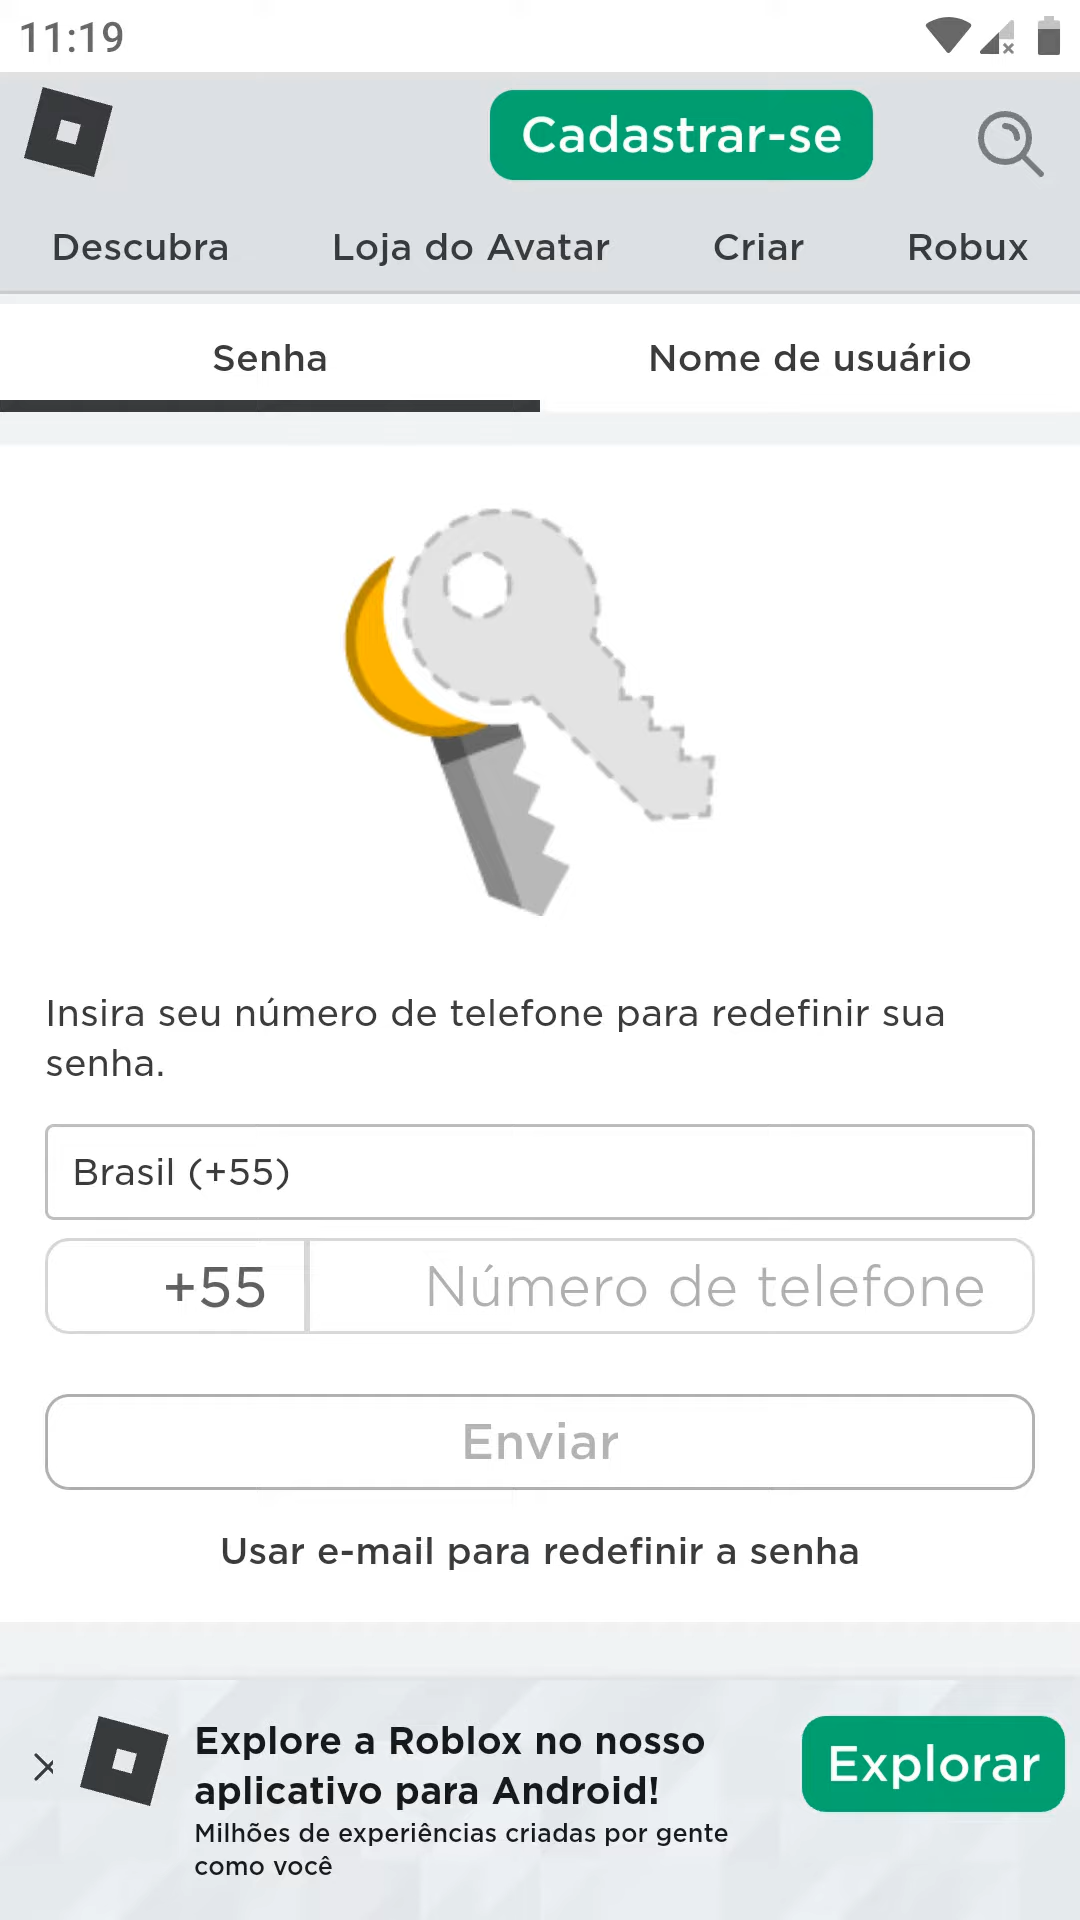 11:19
Cadastrar-se
Descubra
Loja do Avatar
Criar
Robux
Senha
Nome de usuário
Insira seu número de telefone para redefinir sua
senha.
Brasil (+55)
+55
Número de telefone
Enviar
Usar e-mail para redefinir a senha
Explore a Roblox no nosso
aplicativo para Android!
Milhões de experiências criadas por gente
como você
Explorar